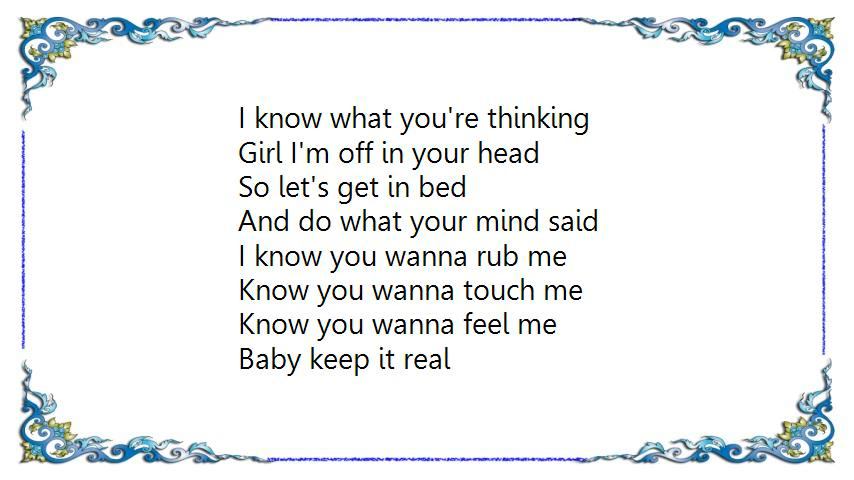 I know what you're thinking
Girl I'm off in your head
So let's get in bed
And do what your mind said
I know you wanna rub me
Know you wanna touch me
Know you wanna feel me
Baby keep it real